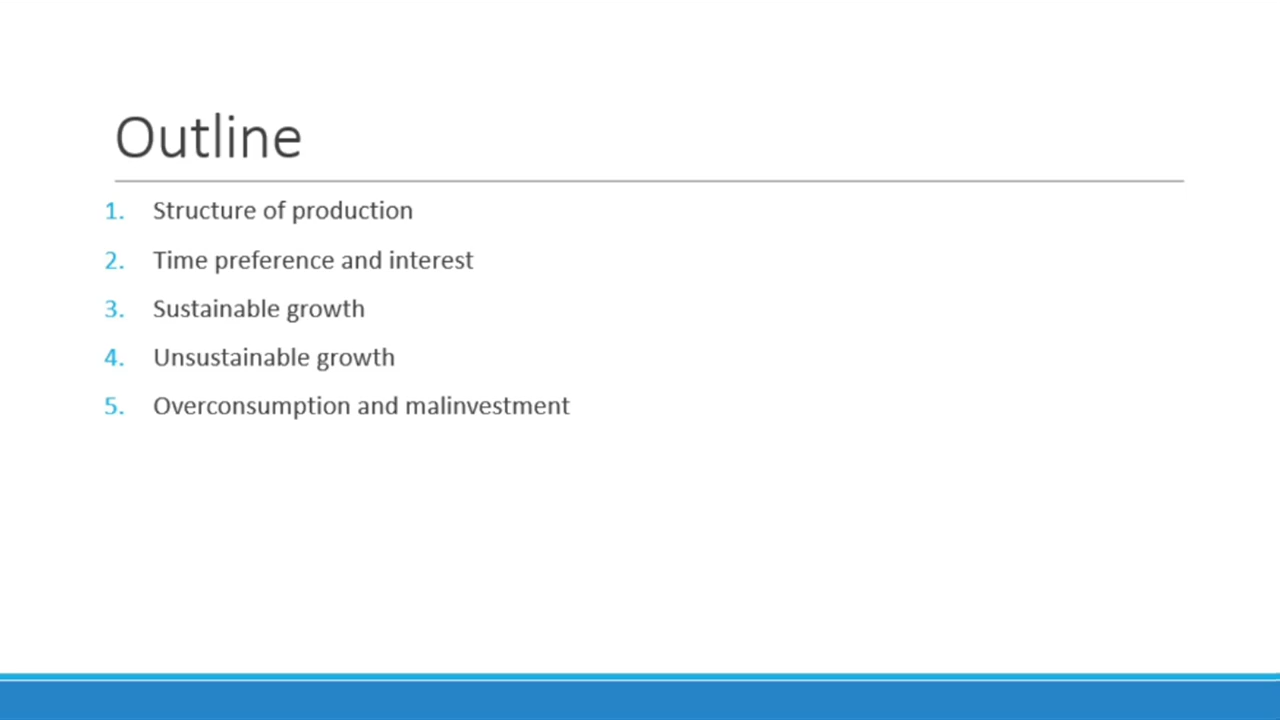 Outline
1. Structure of production
2. Time preference and interest
3. Sustainable growth
4. Unsustainable growth
5. Overconsumption and malinvestment